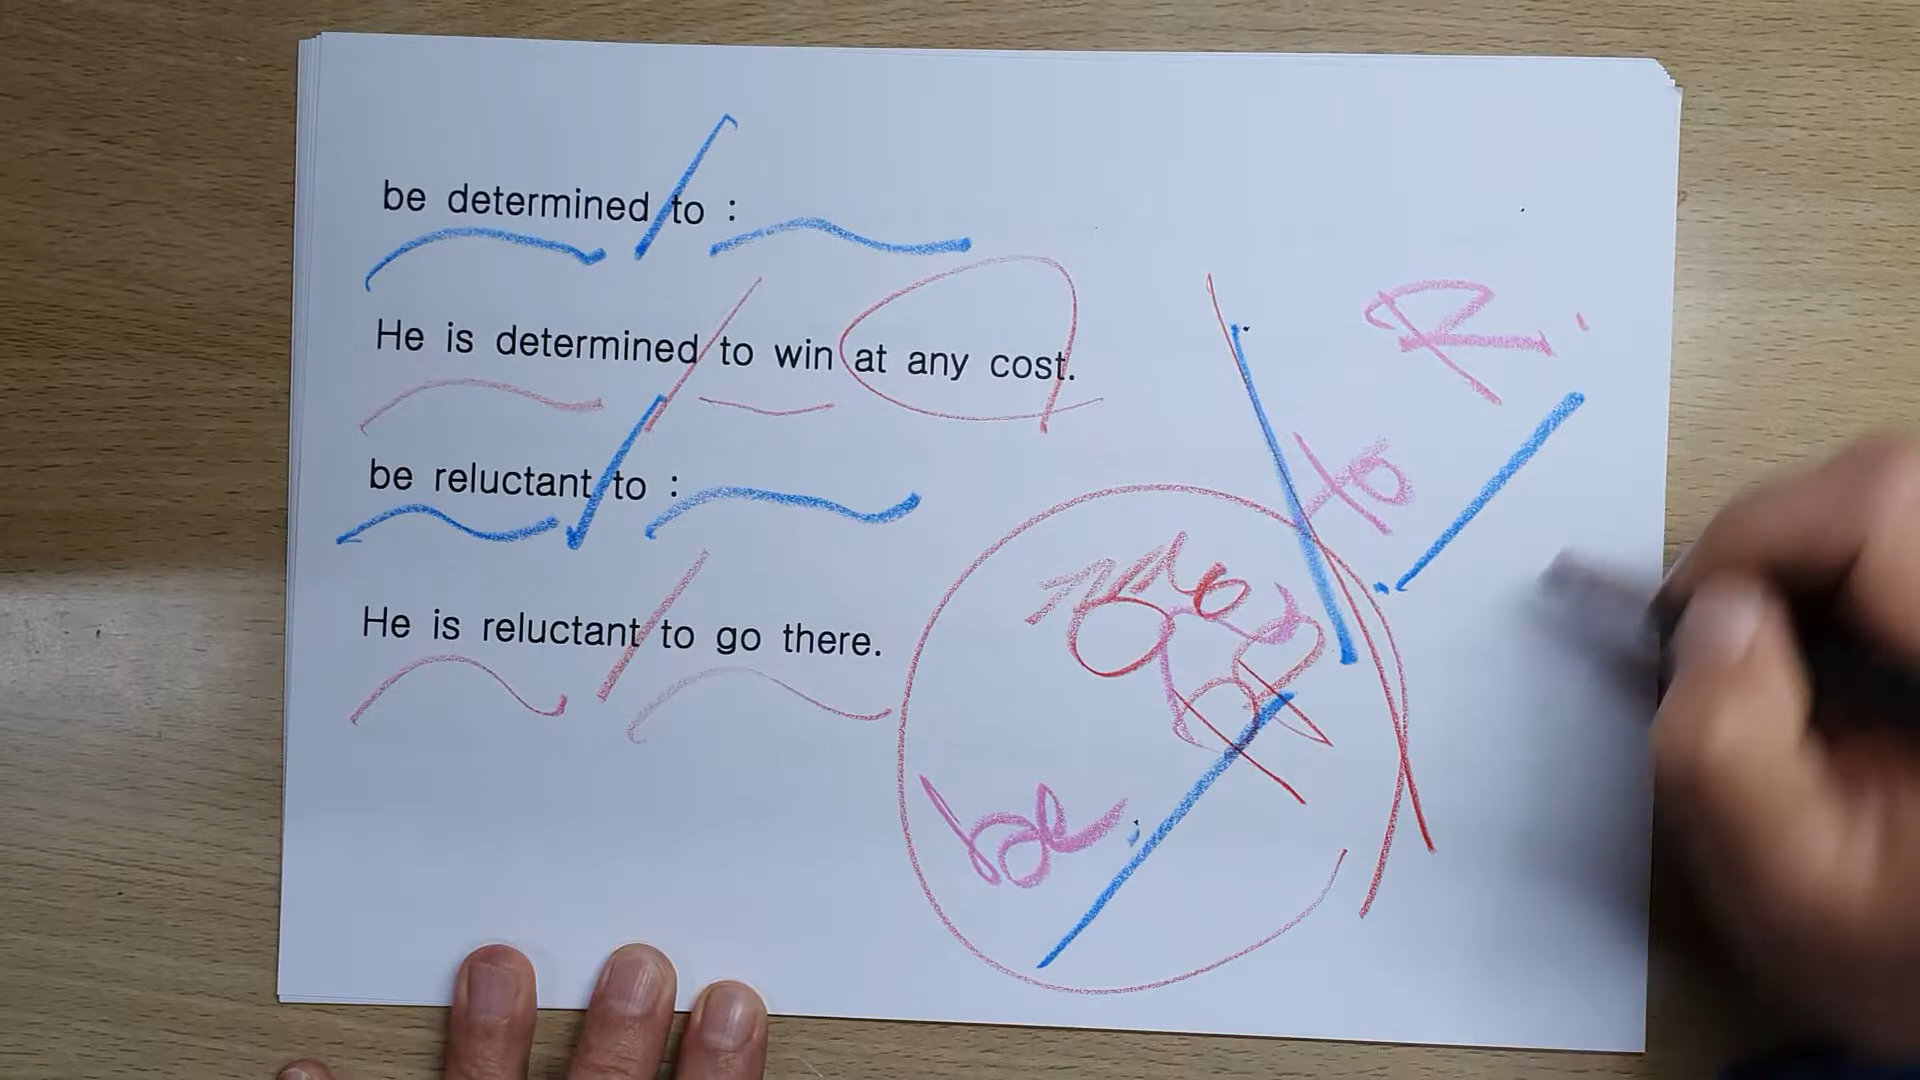 be determined to :
He is determined to win at any cost.
be reluctant to :
He is reluctant to go there.
R
to
be